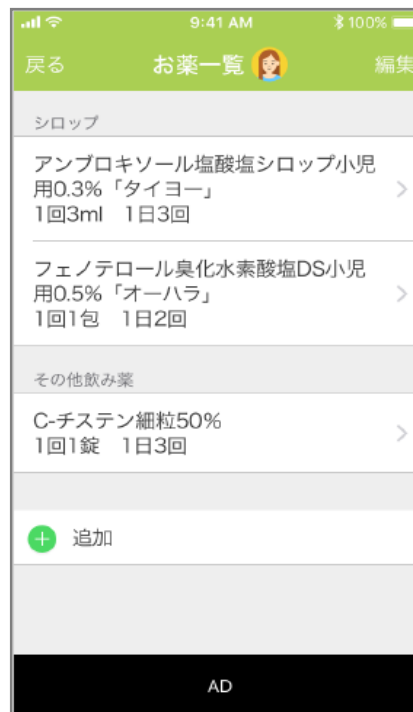 9:41 AM 100%
戻る お薬一覧 編集
シロップ
アンブロキソール塩酸塩シロップ小児
用0.3%「タイヨー」
1回3ml 1日3回
フェノテロール臭化水素酸塩DS小児
用0.5%「オーハラ」
1回1包 1日2回
その他飲み薬
C-チステン細粒50%
1回1錠 1日3回
追加
AD